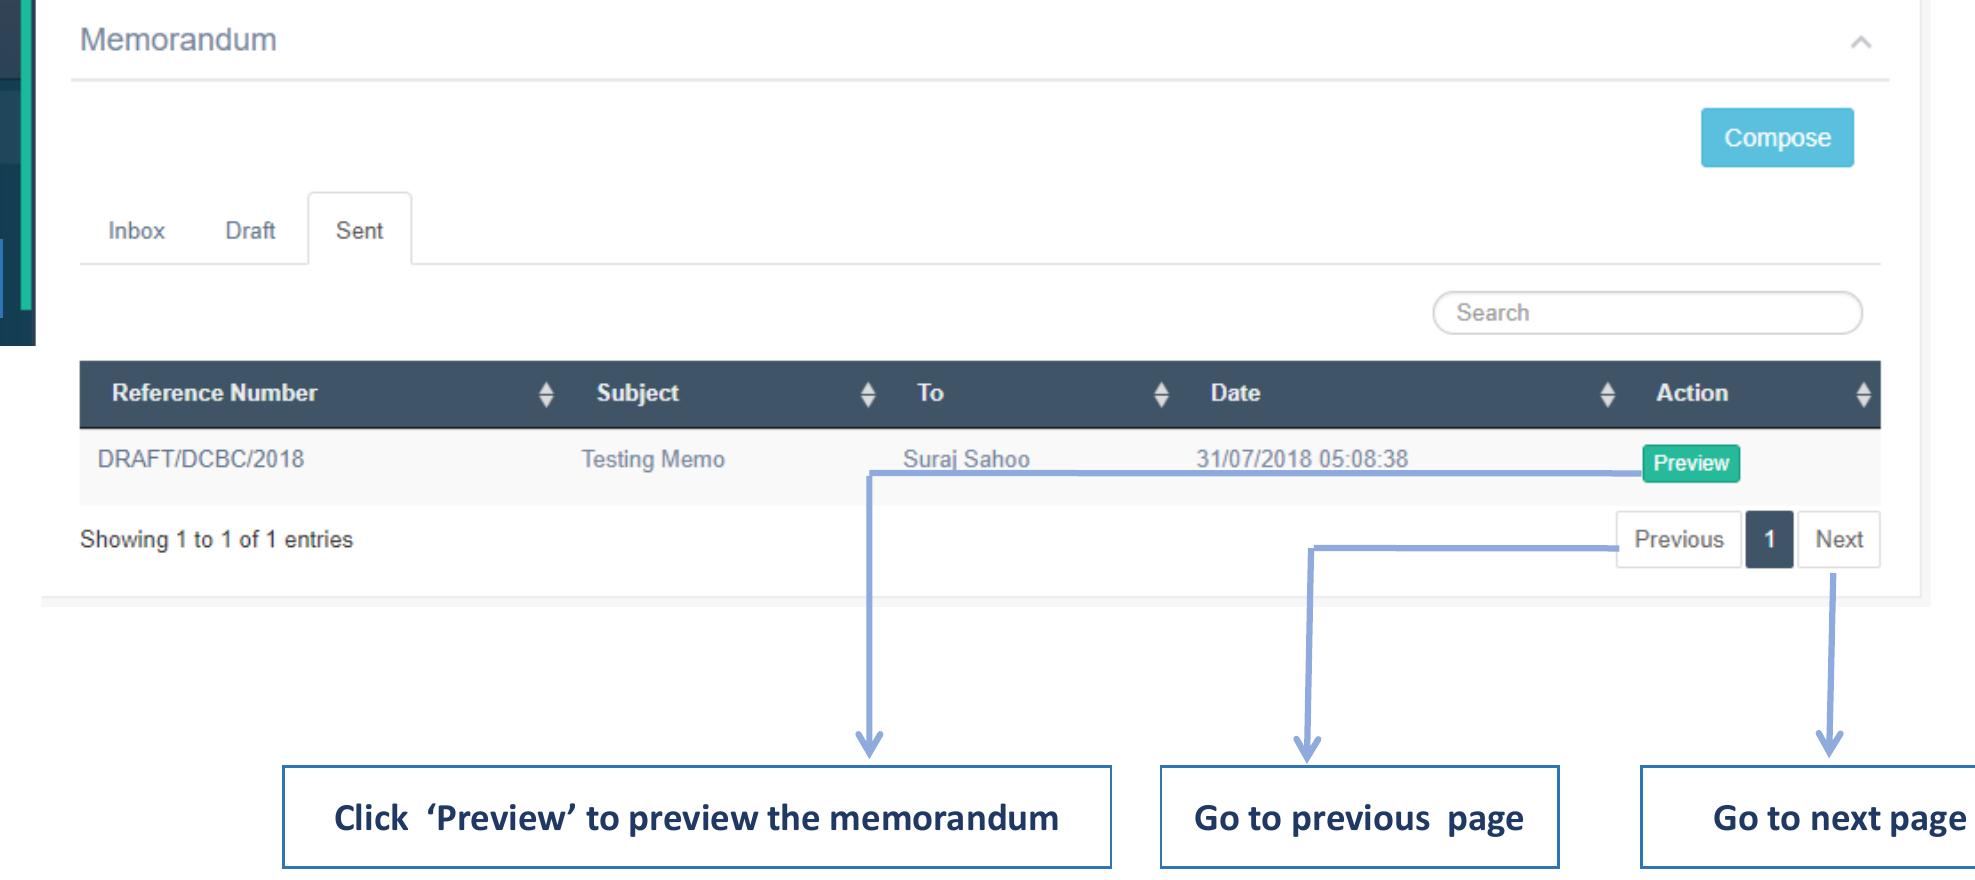 Memorandum
Compose
Inbox Draft Sent
Search
Reference Number Subject To Date Action
DRAFT/DCBC/2018 Testing Memo Suraj Sahoo 31/07/2018 05:08:38 Preview
Showing 1 to 1 of 1 entries Previous 1 Next
Click ‘Preview’ to preview the memorandum Go to previous page Go to next page